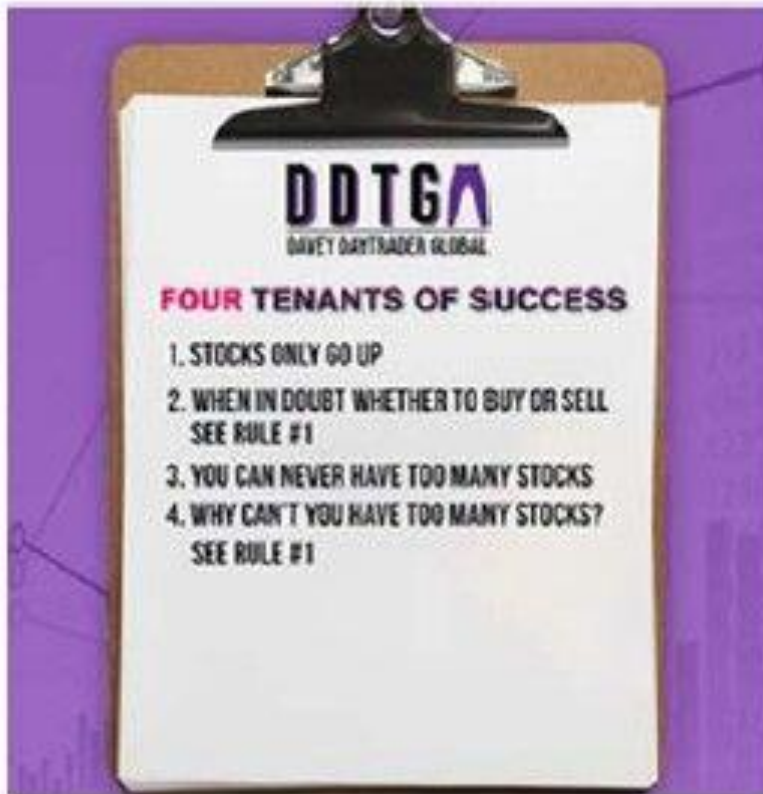 DDTG
DAVEY DAYTRADER GLOBAL
FOUR TENANTS OF SUCCESS
1. STOCKS ONLY GO UP
2. WHEN IN DOUBT WHETHER TO BUY OR SELL
SEE RULE #1
3. YOU CAN NEVER HAVE TOO MANY STOCKS
4. WHY CAN'T YOU HAVE TOO MANY STOCKS?
SEE RULE #1